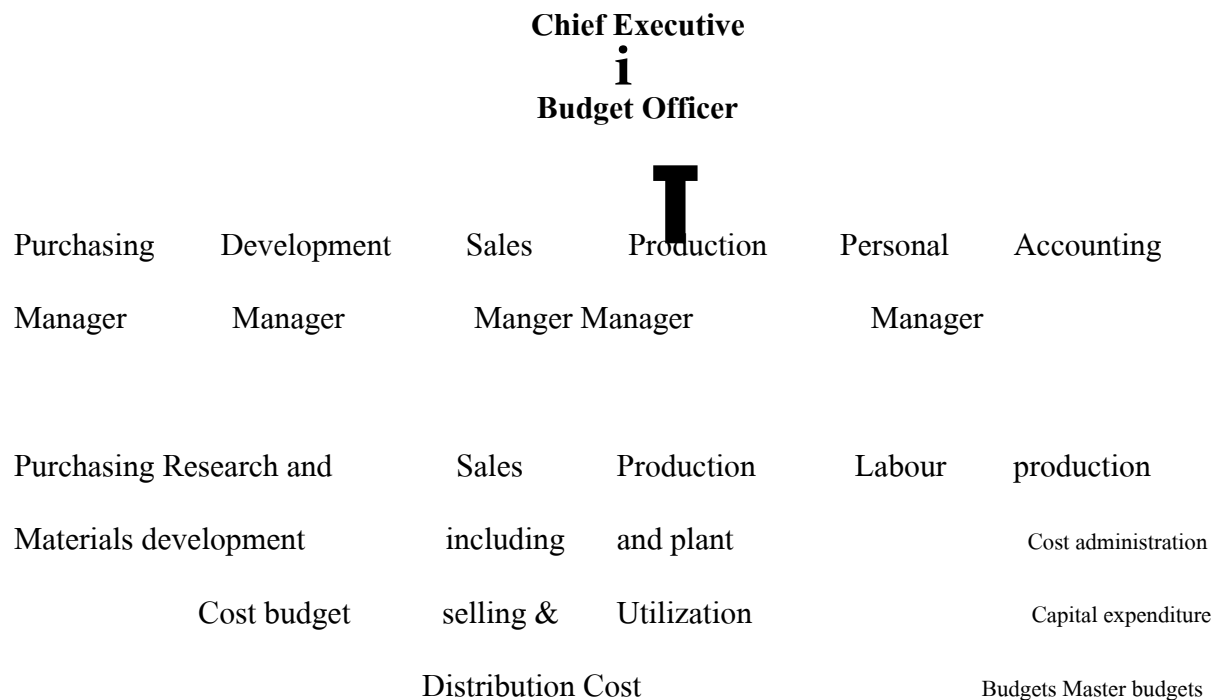 Chief Executive
i
Budget Officer
T
Purchasing Development Sales Production Personal Accounting
Manager Manager Manger Manager Manager
Purchasing Research and Sales Production Labour production
Materials development including and plant Cost administration
Cost budget selling & Utilization Capital expenditure
Distribution Cost Budgets Master budgets